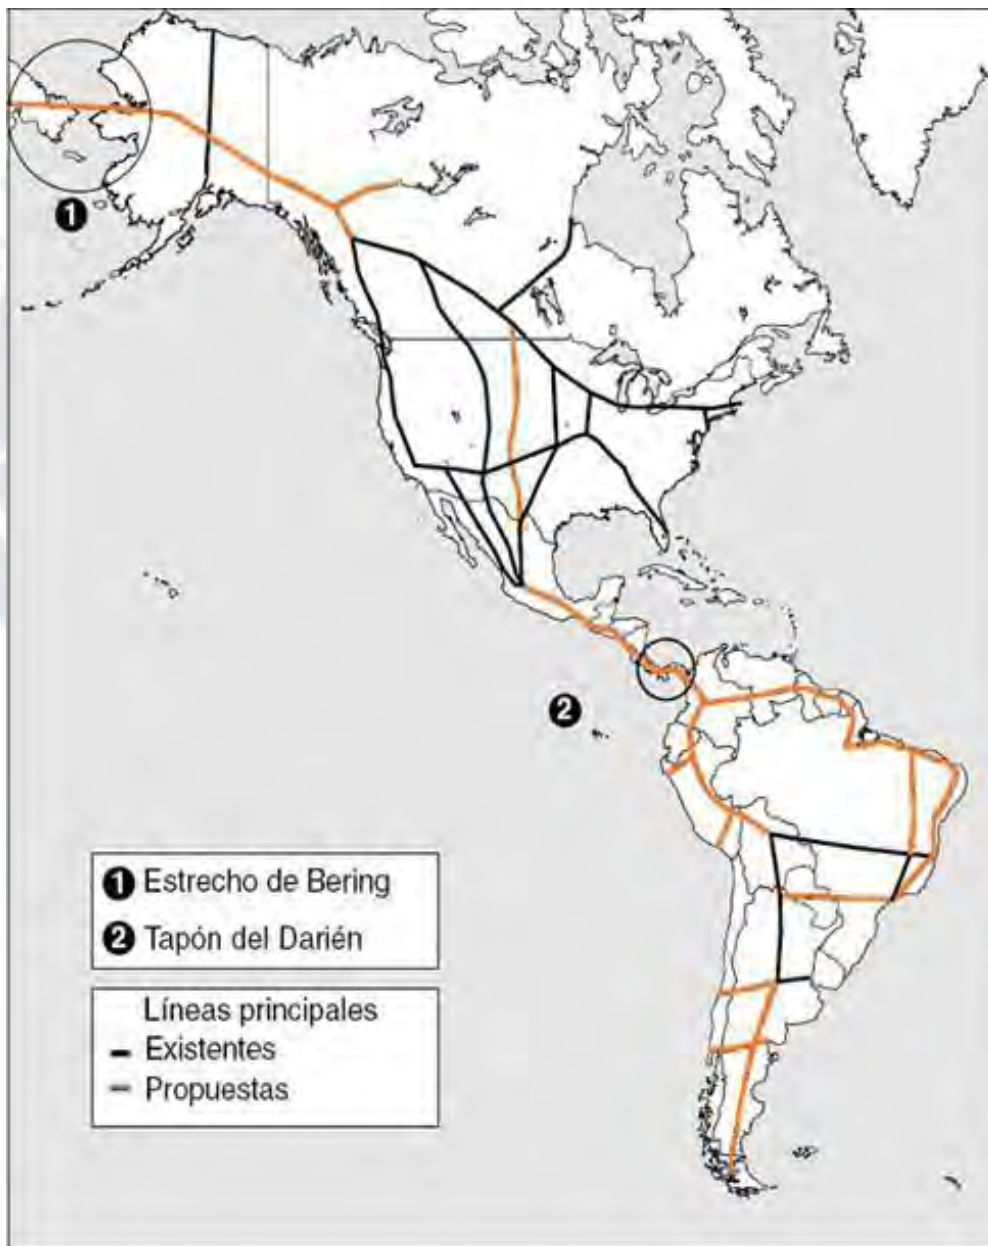 1
2
1 Estrecho de Bering
2 Tapón del Darién
Líneas principales
Existentes
Propuestas